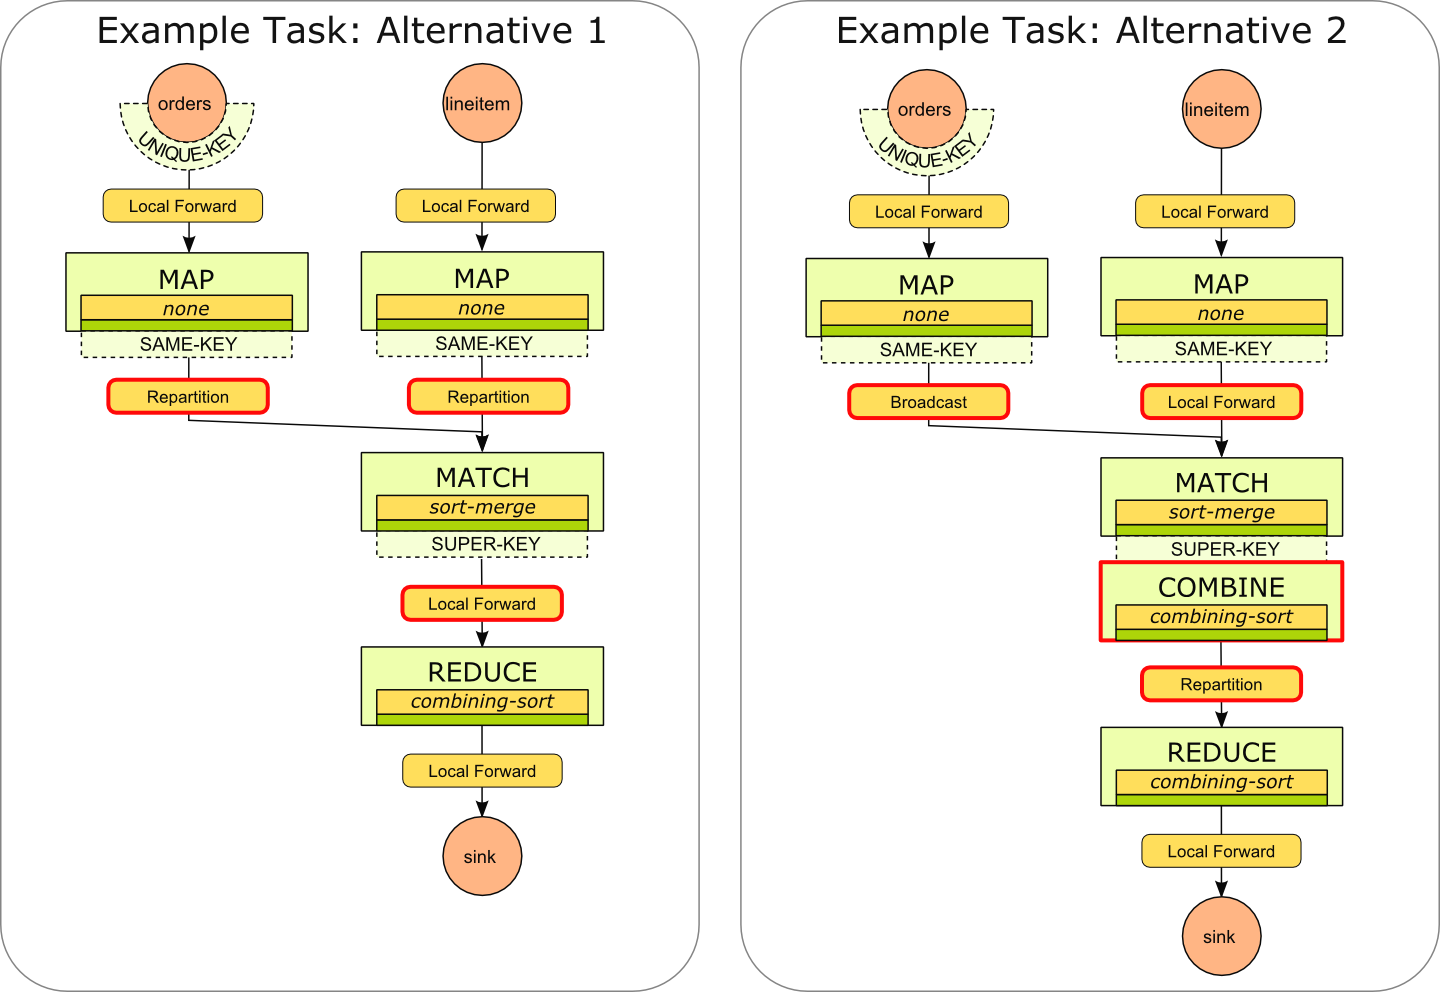 Example Task: Alternative 1
orders
lineitem
UNIQUE-KEY
Local Forward
Local Forward
MAP
none
SAME-KEY
MAP
none
SAME-KEY
Repartition
Repartition
MATCH
sort-merge
SUPER-KEY
Local Forward
REDUCE
combining-sort
Local Forward
sink
Example Task: Alternative 2
orders
lineitem
UNIQUE-KEY
Local Forward
Local Forward
MAP
none
SAME-KEY
MAP
none
SAME-KEY
Broadcast
Local Forward
MATCH
sort-merge
SUPER-KEY
COMBINE
combining-sort
Repartition
REDUCE
combining-sort
Local Forward
sink